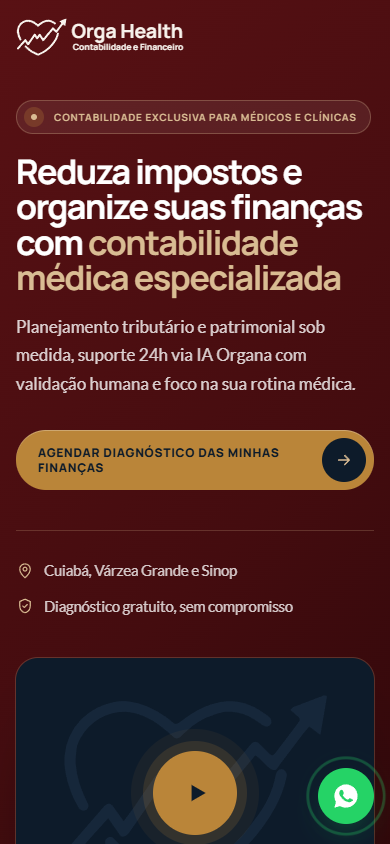 Orga Health
Contabilidade e Financeiro
CONTABILIDADE EXCLUSIVA PARA MÉDICOS E CLÍNICAS
Reduza impostos e
organize suas finanças
com contabilidade
médica especializada
Planejamento tributário e patrimonial sob
medida, suporte 24h via IA Organa com
validação humana e foco na sua rotina médica.
AGENDAR DIAGNÓSTICO DAS MINHAS
FINANÇAS
Cuiabá, Várzea Grande e Sinop
Diagnóstico gratuito, sem compromisso